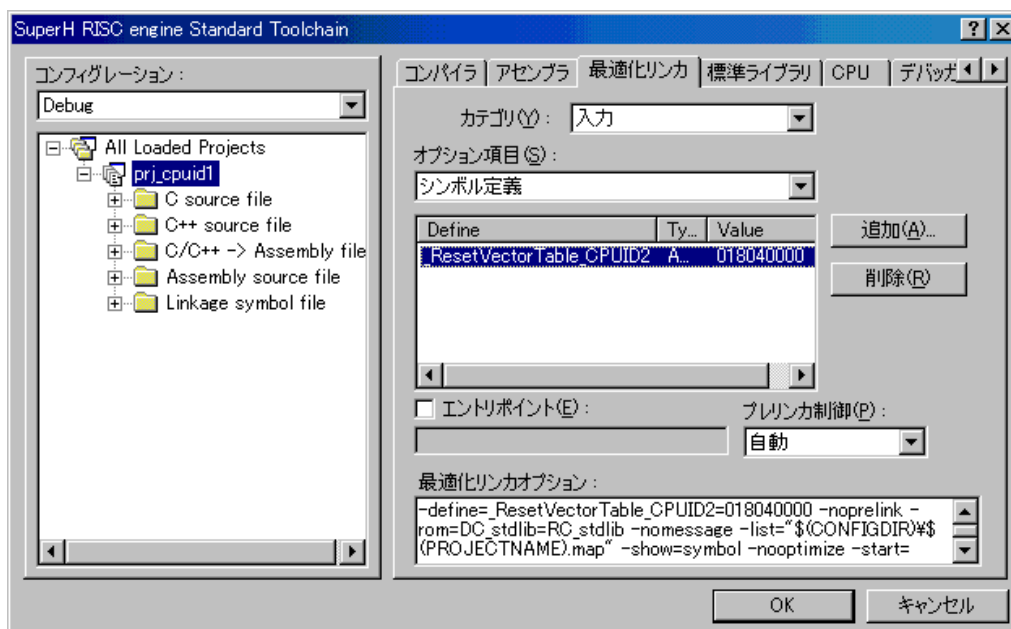 SuperH RISC engine Standard Toolchain
コンフィグレーション :
Debug
All Loaded Projects
prj_cpuid1
C source file
C++ source file
C/C++ -> Assembly file
Assembly source file
Linkage symbol file
コンパイラ アセンブラ 最適化リンカ 標準ライブラリ CPU デバッガ
カテゴリ(Y) : 入力
オプション項目(S) :
シンボル定義
Define Ty... Value
_ResetVectorTable_CPUID2 A... 018040000
追加(A)...
削除(R)
エントリポイント(E) :
プレリンカ制御(P) :
自動
最適化リンカオプション :
-define=_ResetVectorTable_CPUID2=018040000 -noprelink -
rom=DC_stdlib=RC_stdlib -nomessage -list="$(CONFIGDIR)¥$
(PROJECTNAME).map" -show=symbol -nooptimize -start=
OK キャンセル